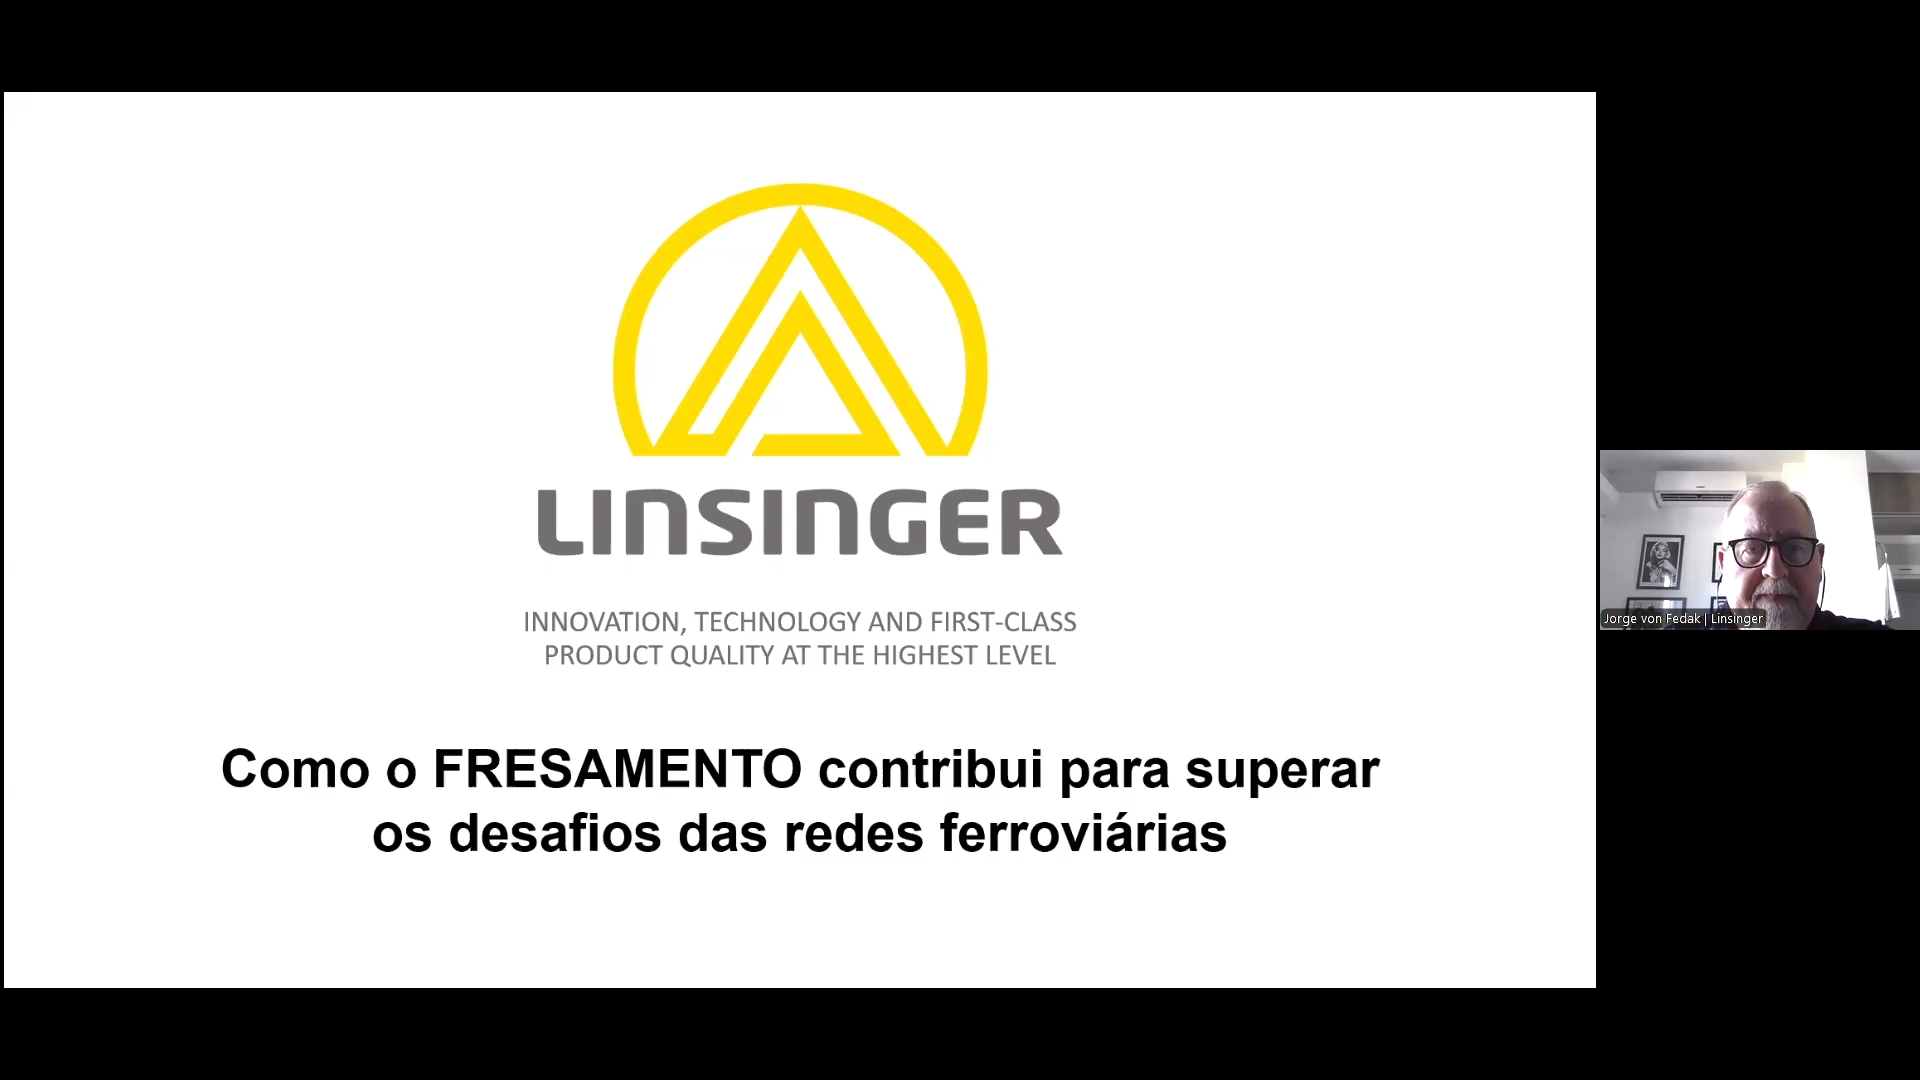 LINSINGER
INNOVATION, TECHNOLOGY AND FIRST-CLASS
PRODUCT QUALITY AT THE HIGHEST LEVEL
Como o FRESAMENTO contribui para superar
os desafios das redes ferroviárias
Jorge von Fedak | Linsinger